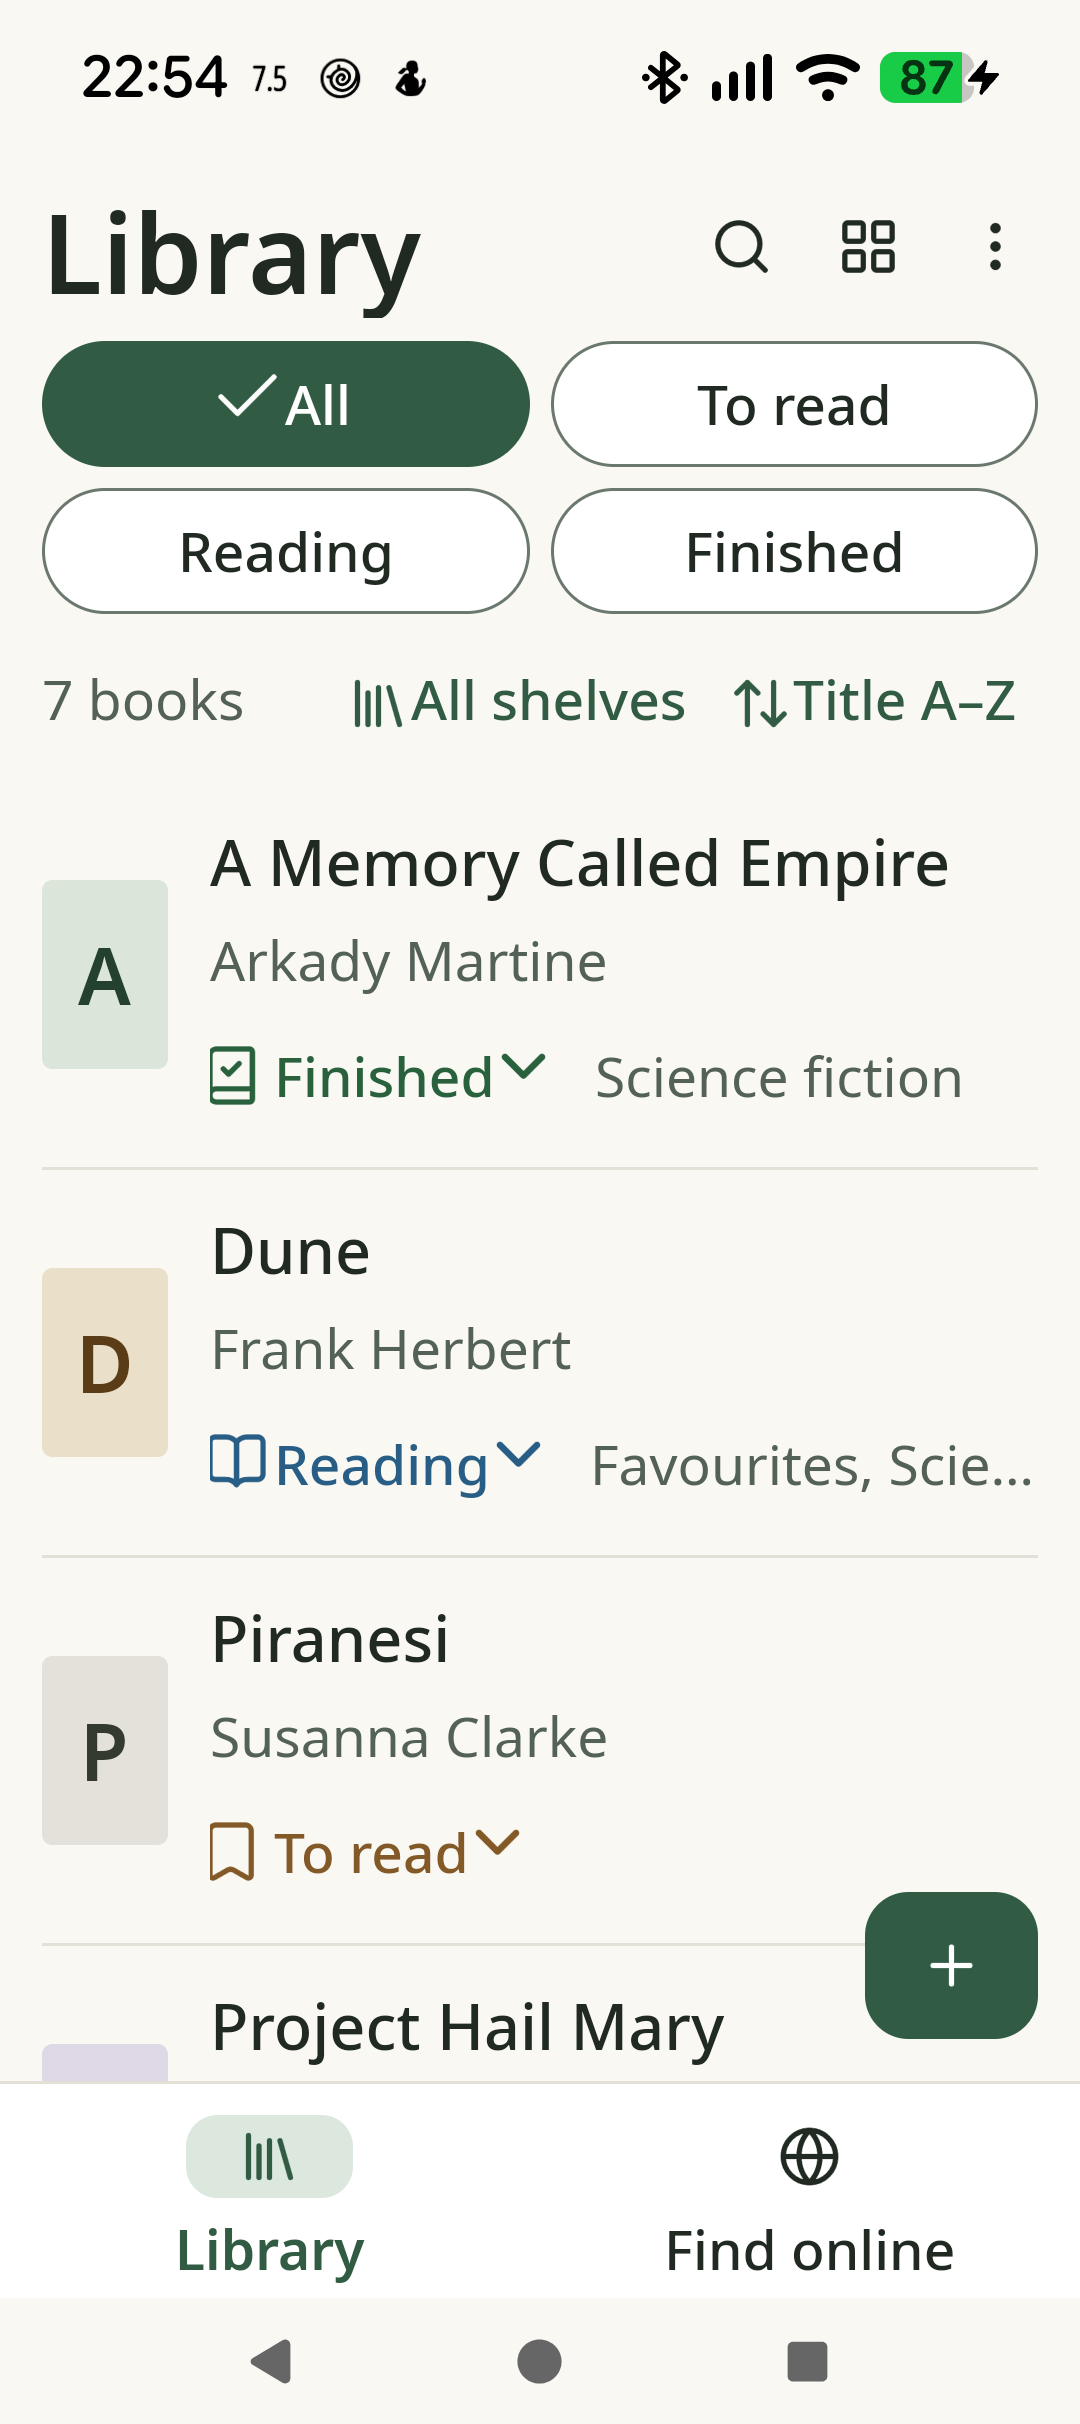 22:54 7.5 87
Library
All
To read
Reading
Finished
7 books All shelves Title A–Z
A Memory Called Empire
A
Arkady Martine
Finished Science fiction
Dune
D
Frank Herbert
Reading Favourites, Scie...
Piranesi
P
Susanna Clarke
To read
Project Hail Mary
Library Find online